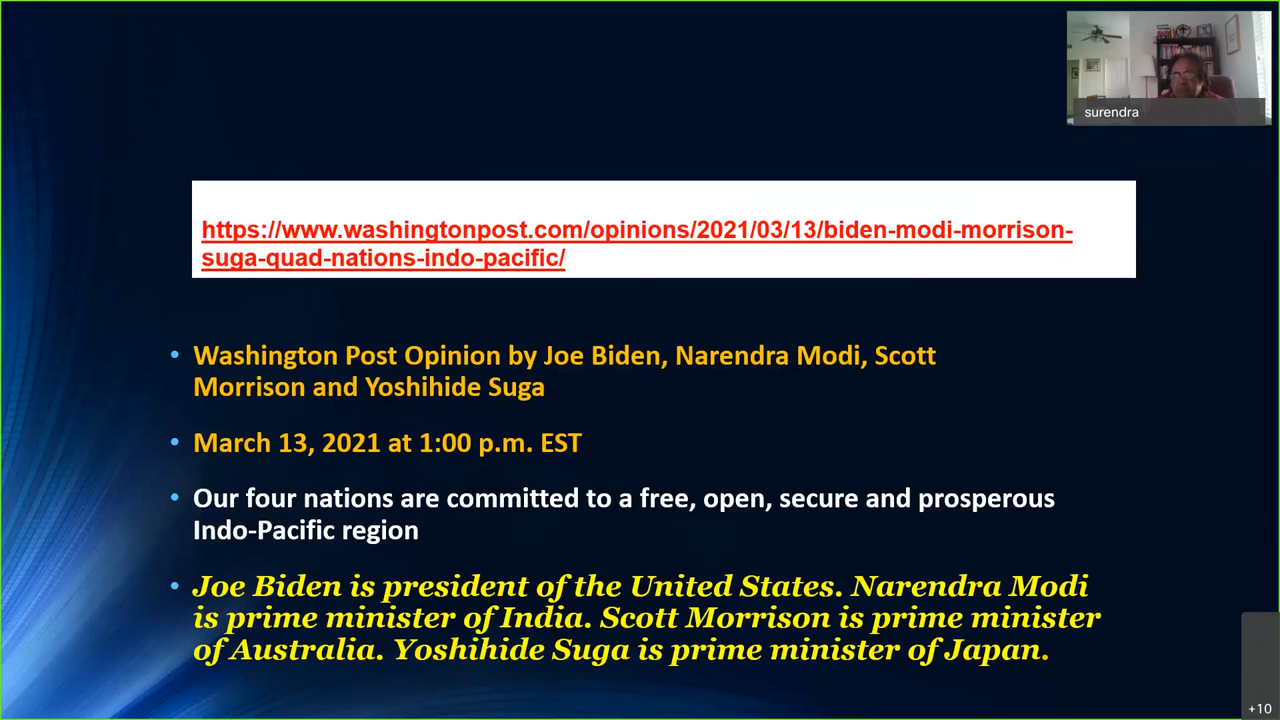 surendra
https://www.washingtonpost.com/opinions/2021/03/13/biden-modi-morrison-
suga-quad-nations-indo-pacific/
• Washington Post Opinion by Joe Biden, Narendra Modi, Scott
Morrison and Yoshihide Suga
• March 13, 2021 at 1:00 p.m. EST
• Our four nations are committed to a free, open, secure and prosperous
Indo-Pacific region
• Joe Biden is president of the United States. Narendra Modi
is prime minister of India. Scott Morrison is prime minister
of Australia. Yoshihide Suga is prime minister of Japan.
+10